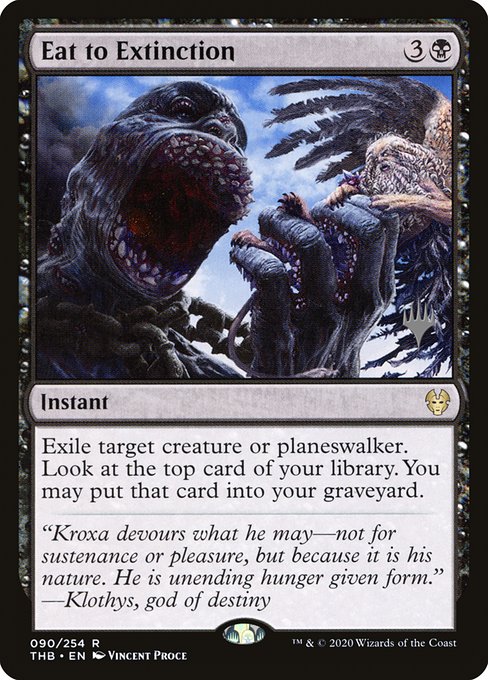 Eat to Extinction 3
Instant
Exile target creature or planeswalker.
Look at the top card of your library. You
may put that card into your graveyard.
“Kroxa devours what he may—not for
sustenance or pleasure, but because it is his
nature. He is unending hunger given form.”
—Klothys, god of destiny
090/254 R
THB • EN Vincent Proce
™ & © 2020 Wizards of the Coast